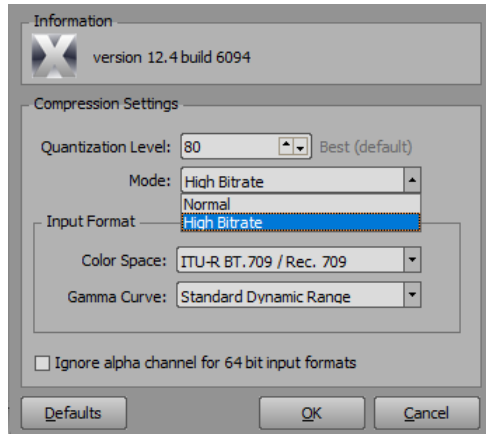 Information
X
version 12.4 build 6094
Compression Settings
Quantization Level: 80 Best (default)
Mode: High Bitrate
Normal
High Bitrate
Input Format
Color Space: ITU-R BT.709 / Rec. 709
Gamma Curve: Standard Dynamic Range
Ignore alpha channel for 64 bit input formats
Defaults OK Cancel